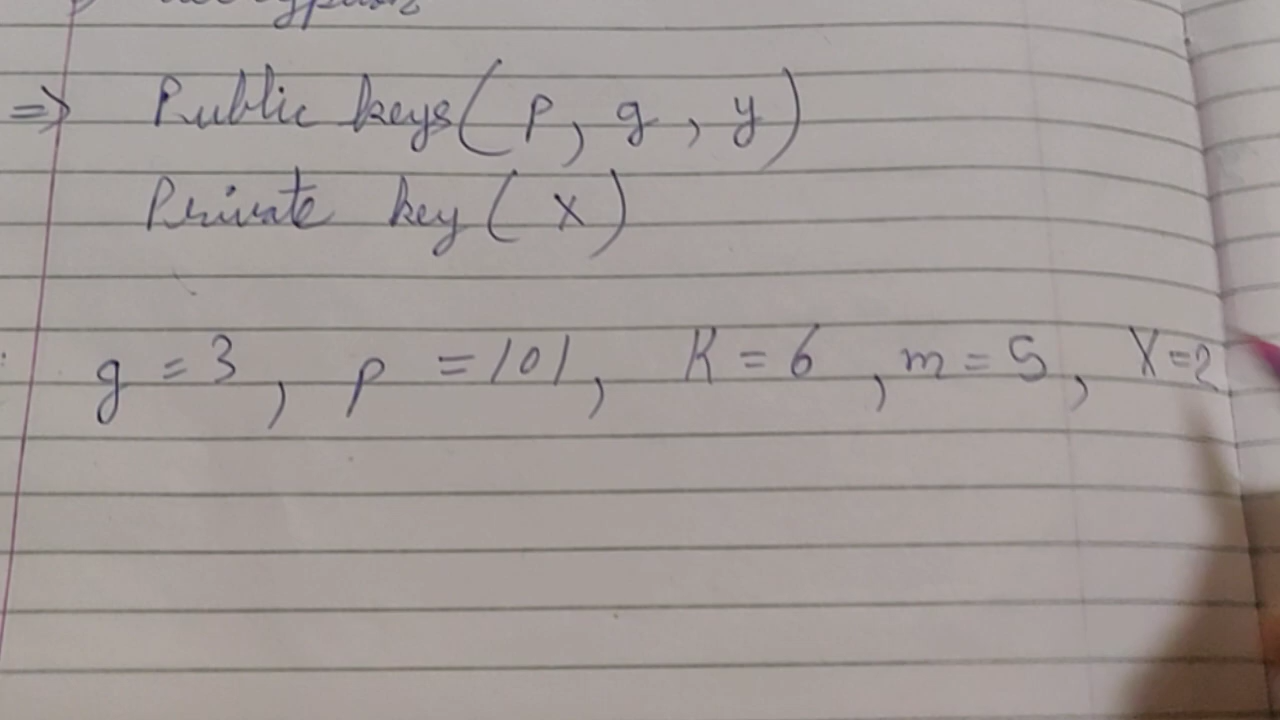 => Public keys (p, g, y)
Private key (x)
g = 3, p = 101, K = 6, m = 5, X = 2